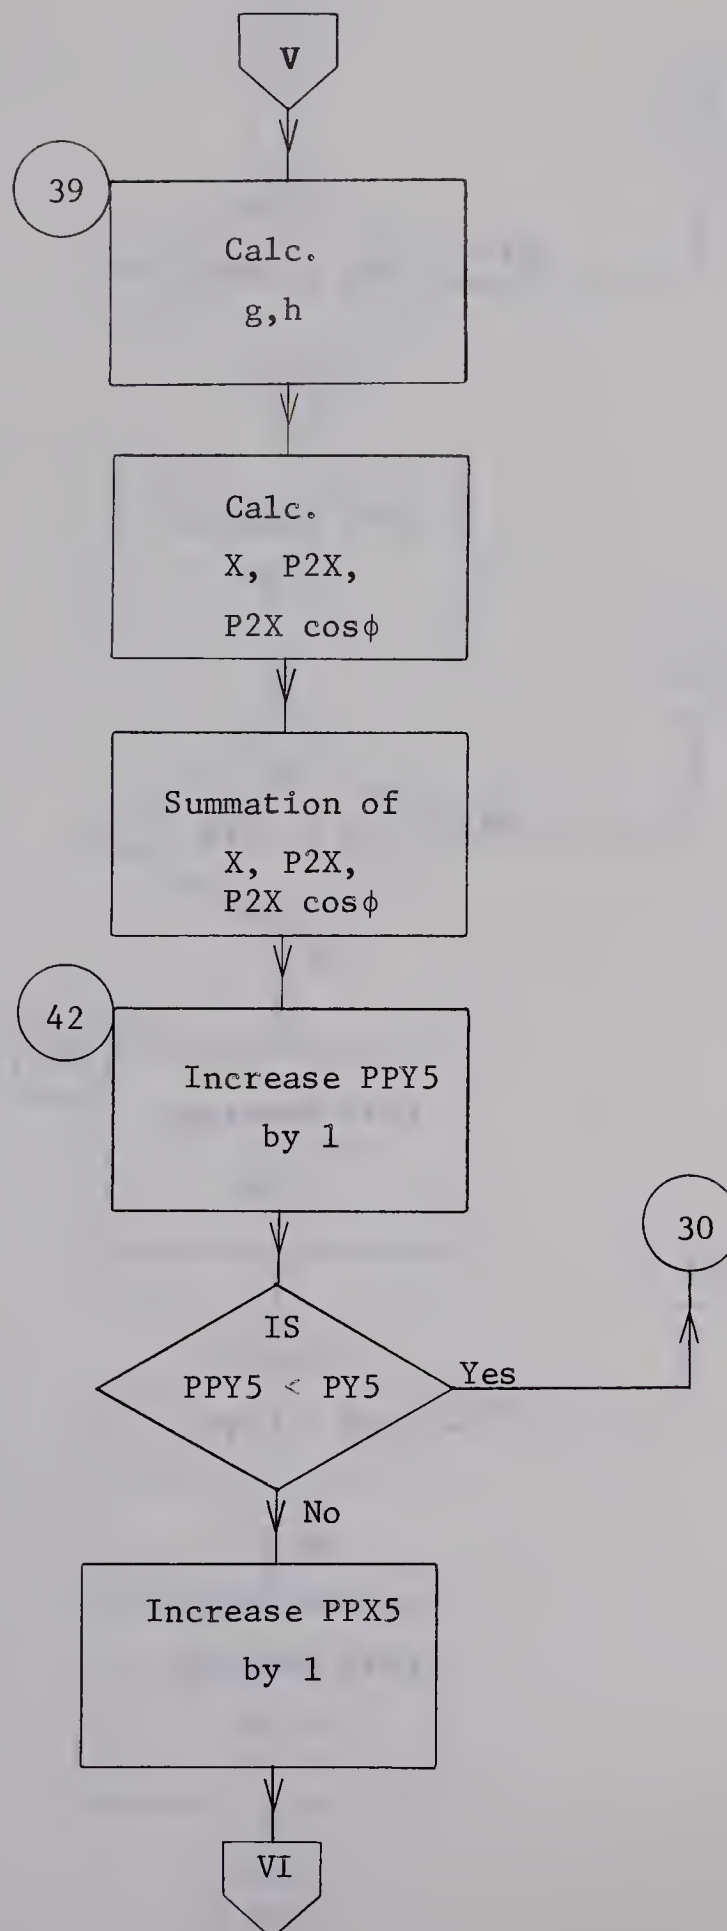 V
39
Calc.
g,h
Calc.
X, P2X,
P2X cosϕ
Summation of
X, P2X,
P2X cosϕ
42
Increase PPY5
by 1
30
IS
PPY5 < PY5
Yes
No
Increase PPX5
by 1
VI